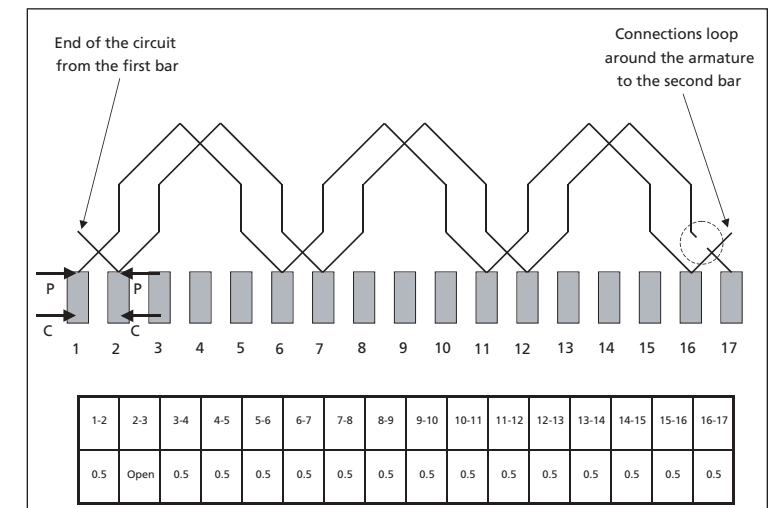 End of the circuit
from the first bar
Connections loop
around the armature
to the second bar
P P
C C
1 2 3 4 5 6 7 8 9 10 11 12 13 14 15 16 17
1-2 2-3 3-4 4-5 5-6 6-7 7-8 8-9 9-10 10-11 11-12 12-13 13-14 14-15 15-16 16-17
0.5 Open 0.5 0.5 0.5 0.5 0.5 0.5 0.5 0.5 0.5 0.5 0.5 0.5 0.5 0.5